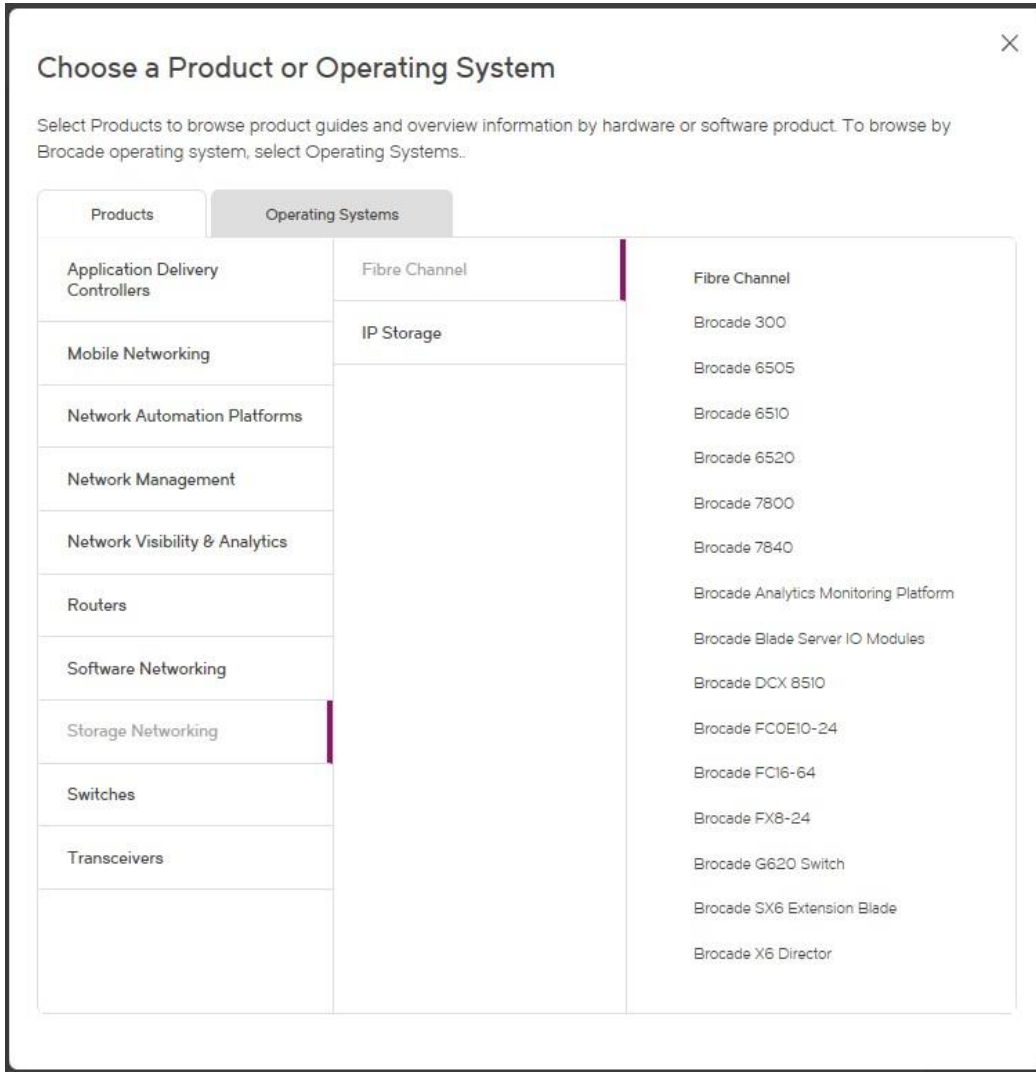 Choose a Product or Operating System
Select Products to browse product guides and overview information by hardware or software product. To browse by
Brocade operating system, select Operating Systems..
Products
Operating Systems
Application Delivery
Controllers
Mobile Networking
Network Automation Platforms
Network Management
Network Visibility & Analytics
Routers
Software Networking
Storage Networking
Switches
Transceivers
Fibre Channel
IP Storage
Fibre Channel
Brocade 300
Brocade 6505
Brocade 6510
Brocade 6520
Brocade 7800
Brocade 7840
Brocade Analytics Monitoring Platform
Brocade Blade Server IO Modules
Brocade DCX 8510
Brocade FCOE10-24
Brocade FC16-64
Brocade FX8-24
Brocade G620 Switch
Brocade SX6 Extension Blade
Brocade X6 Director